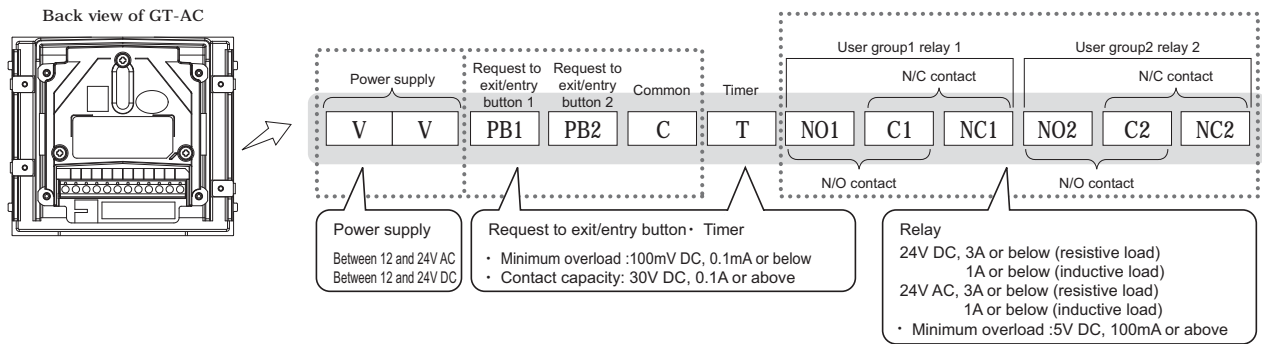 Back view of GT-AC
Power supply
Request to
exit/entry
button 1
Request to
exit/entry
button 2
Common
Timer
User group1 relay 1
N/C contact
User group2 relay 2
N/C contact
V V PB1 PB2 C T NO1 C1 NC1 NO2 C2 NC2
N/O contact
N/O contact
Power supply
Between 12 and 24V AC
Between 12 and 24V DC
Request to exit/entry button・ Timer
・ Minimum overload :100mV DC, 0.1mA or below
・ Contact capacity: 30V DC, 0.1A or above
Relay
24V DC, 3A or below (resistive load)
1A or below (inductive load)
24V AC, 3A or below (resistive load)
1A or below (inductive load)
・ Minimum overload :5V DC, 100mA or above